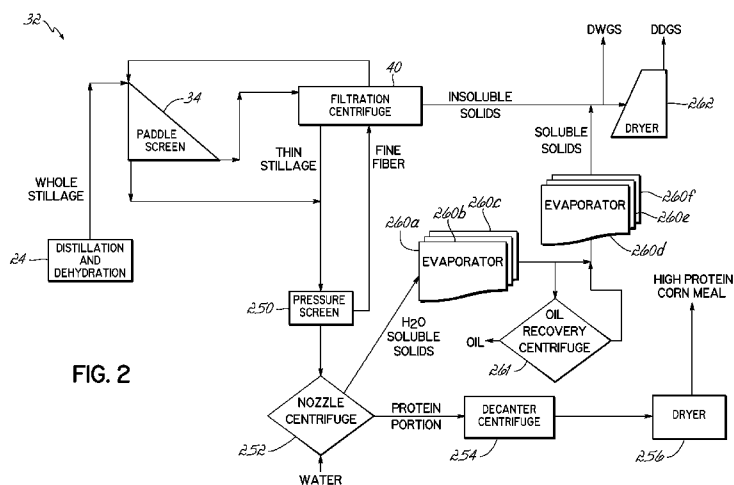 32
DWGS
DDGS
40
FILTRATION
CENTRIFUGE
INSOLUBLE
SOLIDS
262
DRYER
34
PADDLE
SCREEN
THIN
STILLAGE
FINE
FIBER
SOLUBLE
SOLIDS
WHOLE
STILLAGE
260f
260e
260d
EVAPORATOR
260c
260b
260a
EVAPORATOR
24
DISTILLATION
AND
DEHYDRATION
HIGH PROTEIN
CORN MEAL
250
PRESSURE
SCREEN
H2O
SOLUBLE
SOLIDS
OIL
OIL
RECOVERY
CENTRIFUGE
261
FIG. 2
NOZZLE
CENTRIFUGE
252
PROTEIN
PORTION
DECANTER
CENTRIFUGE
254
DRYER
256
WATER